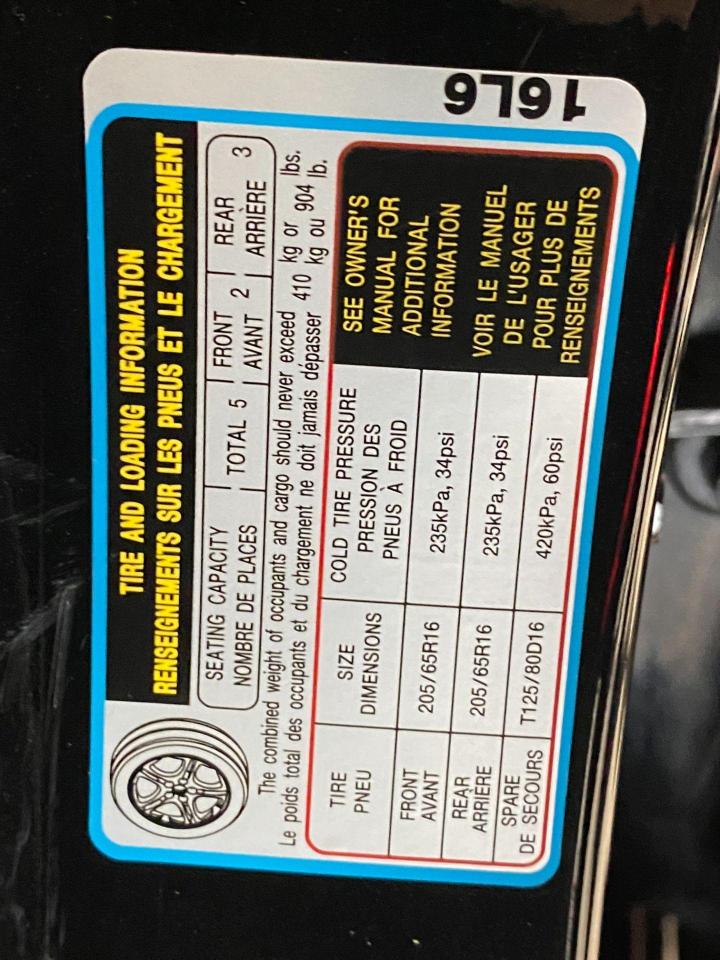 TIRE AND LOADING INFORMATION
RENSEIGNEMENTS SUR LES PNEUS ET LE CHARGEMENT
SEATING CAPACITY
NOMBRE DE PLACES
TOTAL 5
FRONT
AVANT 2
REAR
ARRIÈRE 3
The combined weight of occupants and cargo should never exceed 410 kg or lbs.
Le poids total des occupants et du chargement ne doit jamais dépasser kg ou 904 lb.
TIRE
PNEU
SIZE
DIMENSIONS
COLD TIRE PRESSURE
PRESSION DES
PNEUS À FROID
FRONT
AVANT
205/65R16
235kPa, 34psi
REAR
ARRIÈRE
205/65R16
235kPa, 34psi
SPARE
DE SECOURS
T125/80D16
420kPa, 60psi
SEE OWNER'S
MANUAL FOR
ADDITIONAL
INFORMATION
VOIR LE MANUEL
DE L'USAGER
POUR PLUS DE
RENSEIGNEMENTS
16L6